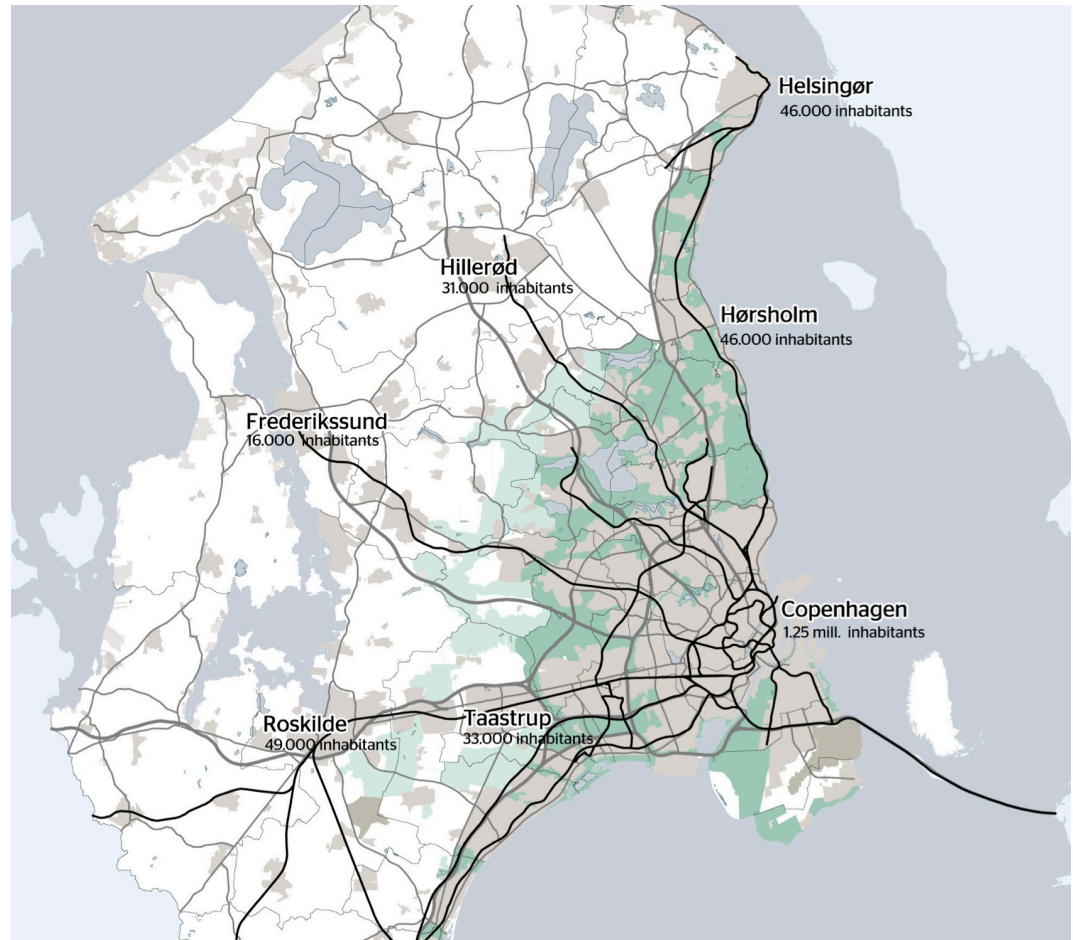 Helsingør
46.000 inhabitants
Hillerød
31.000 inhabitants
Hørsholm
46.000 inhabitants
Frederikssund
16.000 inhabitants
Copenhagen
1.25 mill. inhabitants
Roskilde
49.000 inhabitants
Taastrup
33.000 inhabitants